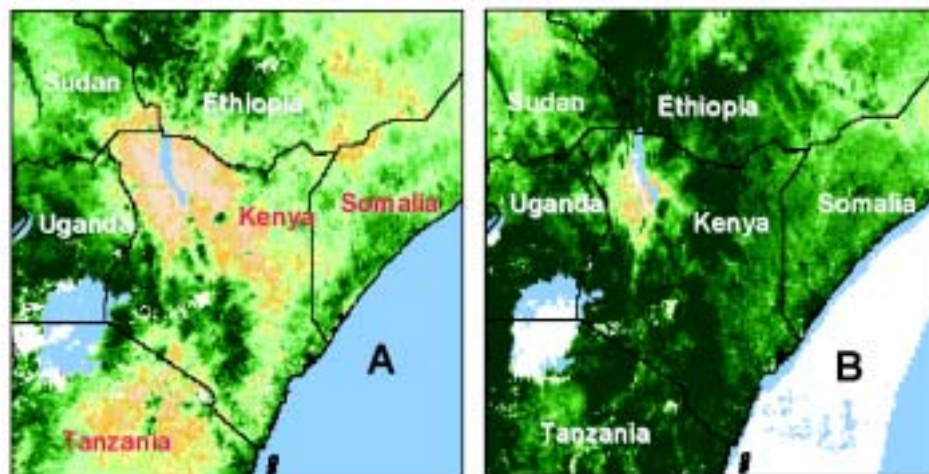 Sudan
Ethiopia
Uganda
Kenya
Somalia
A
Tanzania
Sudan
Ethiopia
Uganda
Kenya
Somalia
B
Tanzania